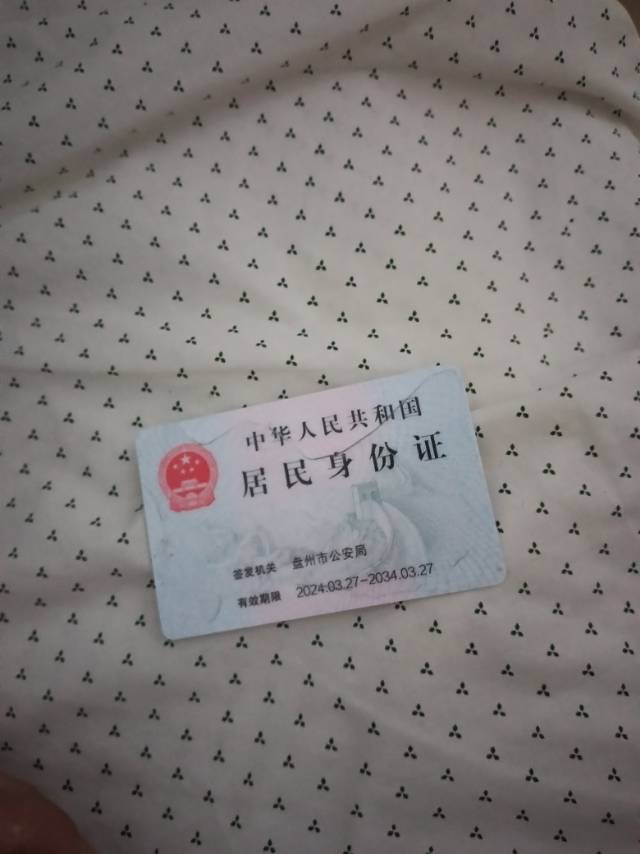 中华人民共和国
居民身份证
签发机关 盘州市公安局
有效期限 2024.03.27-2034.03.27